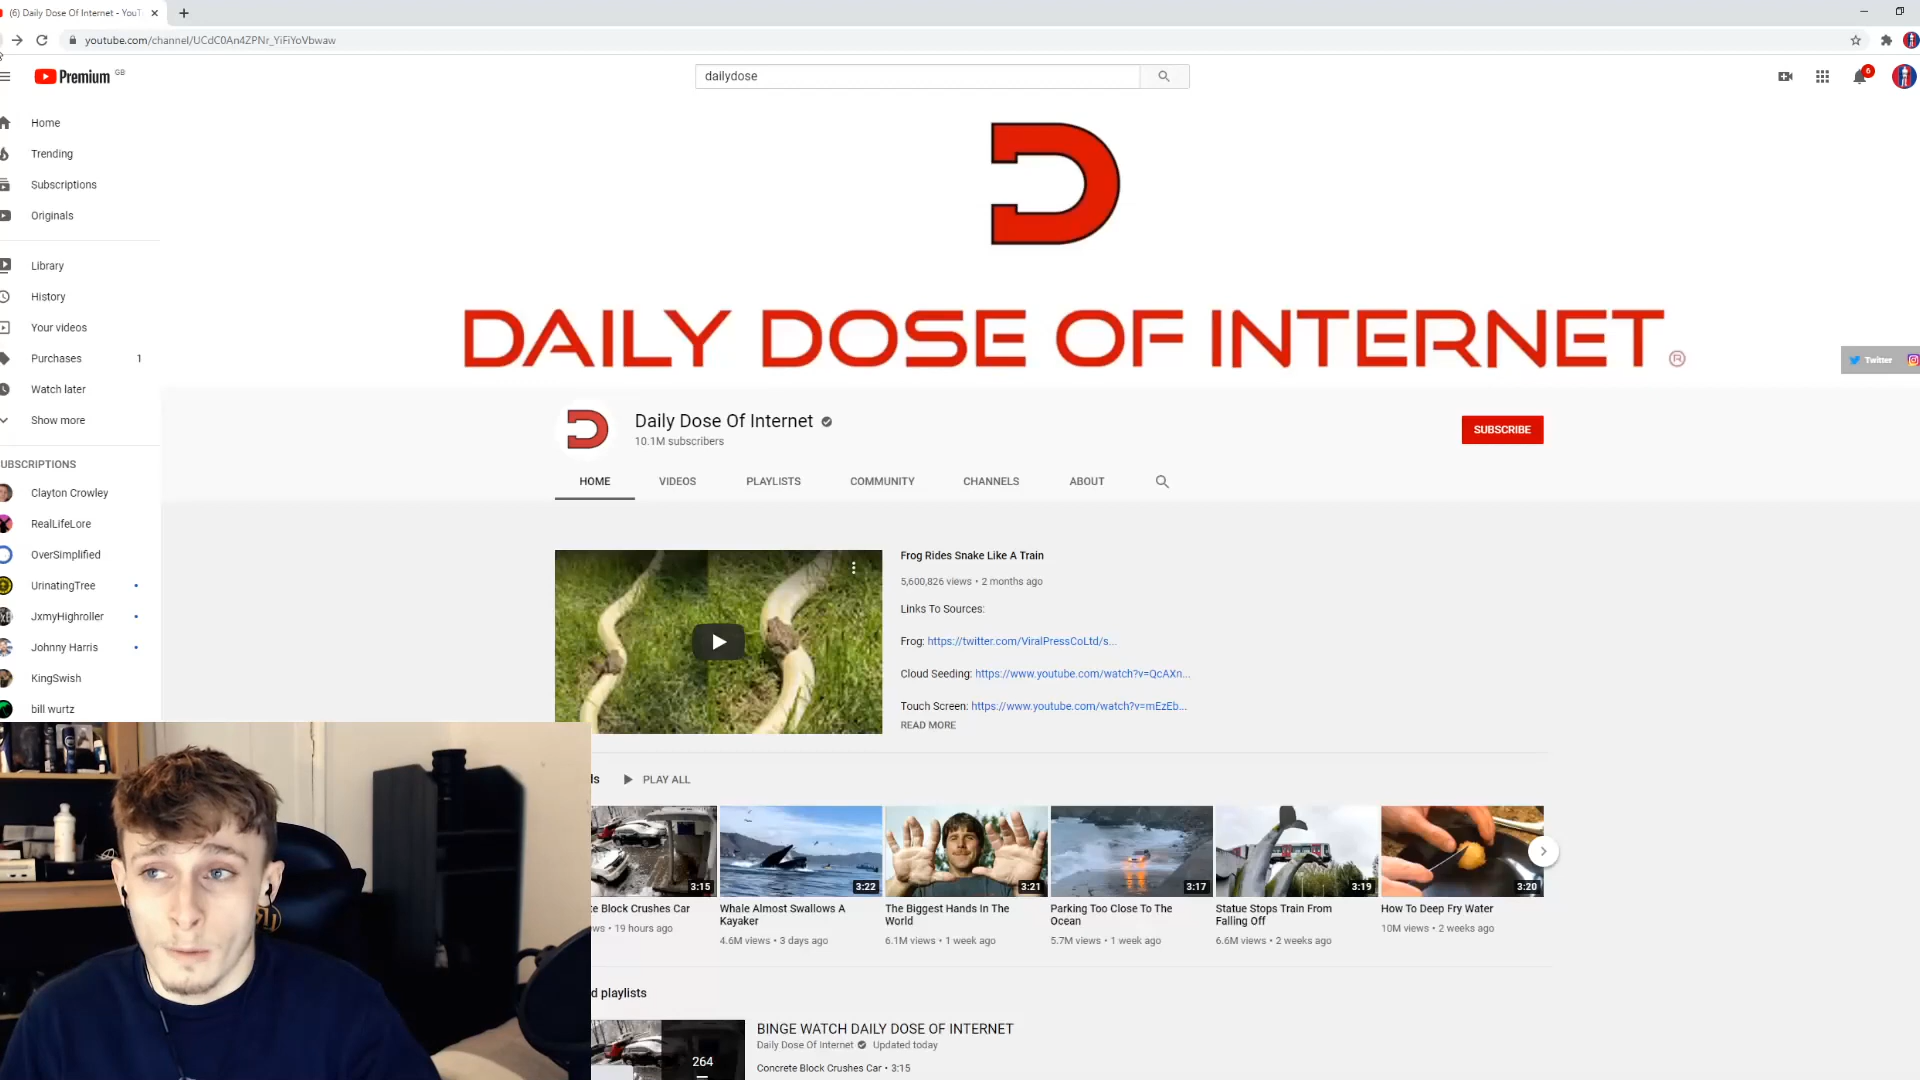 (6) Daily Dose Of Internet - YouT
youtube.com/channel/UCdC0An4ZPNr_YiFiYoVbwaw
Premium GB
dailydose
6
Home
Trending
Subscriptions
Originals
Library
History
Your videos
Purchases 1
Watch later
Show more
UBSCRIPTIONS
Clayton Crowley
RealLifeLore
OverSimplified
UrinatingTree
JxmyHighroller
Johnny Harris
KingSwish
bill wurtz
D
DAILY DOSE OF INTERNET ®
Twitter
Daily Dose Of Internet
10.1M subscribers
SUBSCRIBE
HOME VIDEOS PLAYLISTS COMMUNITY CHANNELS ABOUT
Frog Rides Snake Like A Train
5,600,826 views • 2 months ago
Links To Sources:
Frog: https://twitter.com/ViralPressCoLtd/s...
Cloud Seeding: https://www.youtube.com/watch?v=QcAXn...
Touch Screen: https://www.youtube.com/watch?v=mEzEb...
READ MORE
ds PLAY ALL
3:15 3:22 3:21 3:17 3:19 3:20
te Block Crushes Car
ws • 19 hours ago
Whale Almost Swallows A
Kayaker
4.6M views • 3 days ago
The Biggest Hands In The
World
6.1M views • 1 week ago
Parking Too Close To The
Ocean
5.7M views • 1 week ago
Statue Stops Train From
Falling Off
6.6M views • 2 weeks ago
How To Deep Fry Water
10M views • 2 weeks ago
d playlists
264
BINGE WATCH DAILY DOSE OF INTERNET
Daily Dose Of Internet Updated today
Concrete Block Crushes Car • 3:15